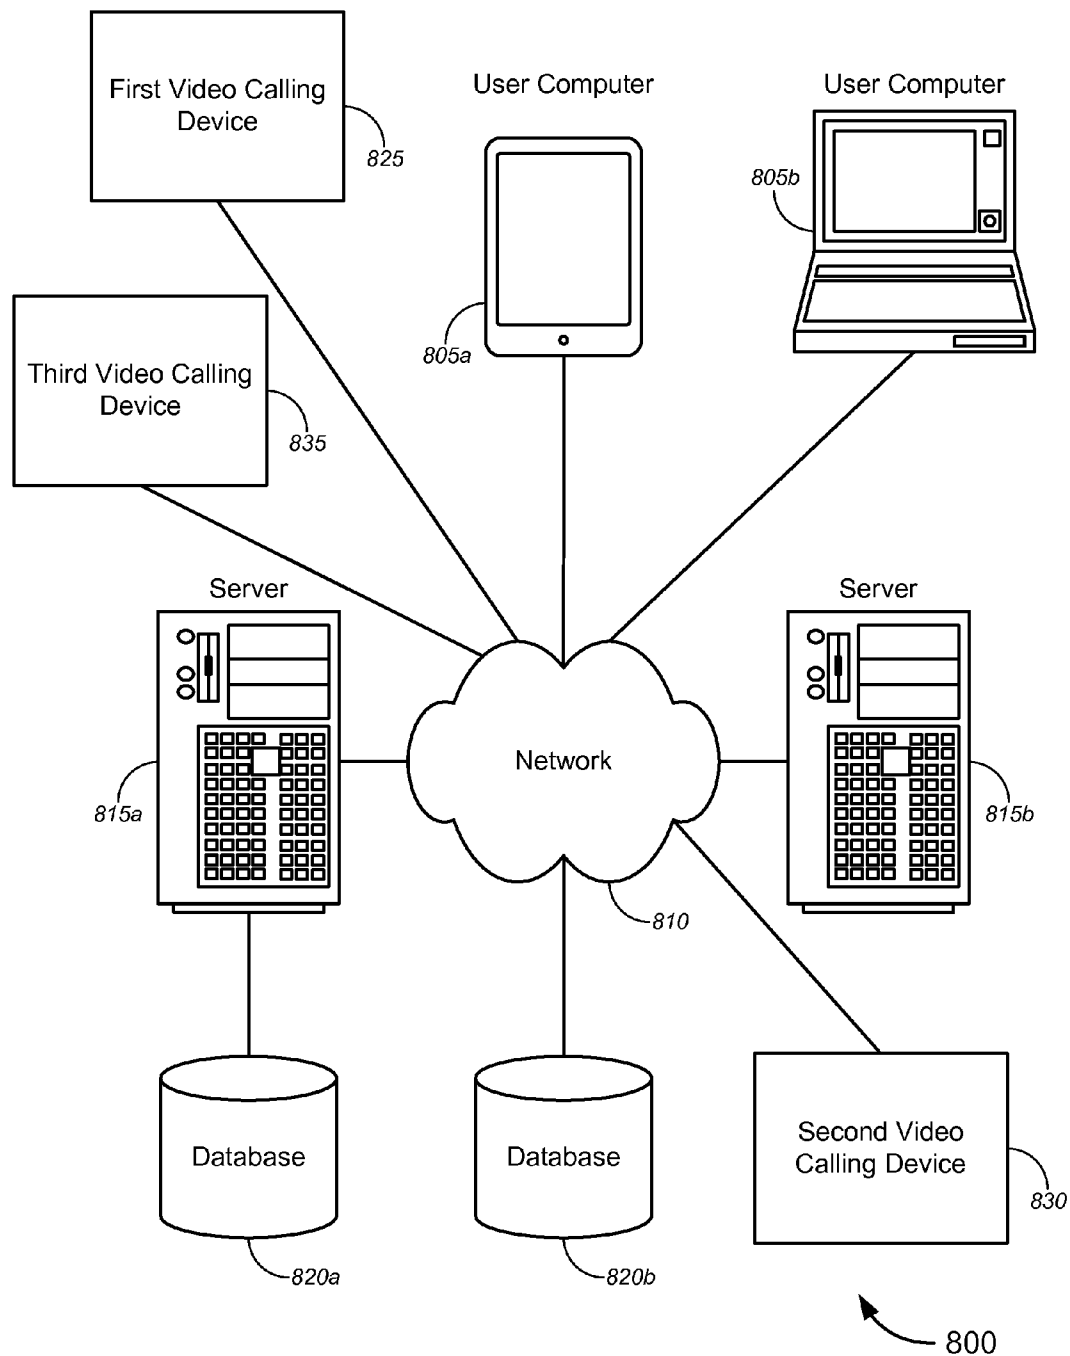 First Video Calling
Device
825
User Computer
805a
User Computer
805b
Third Video Calling
Device
835
Server
815a
Network
810
Server
815b
Database
820a
Database
820b
Second Video
Calling Device
830
800